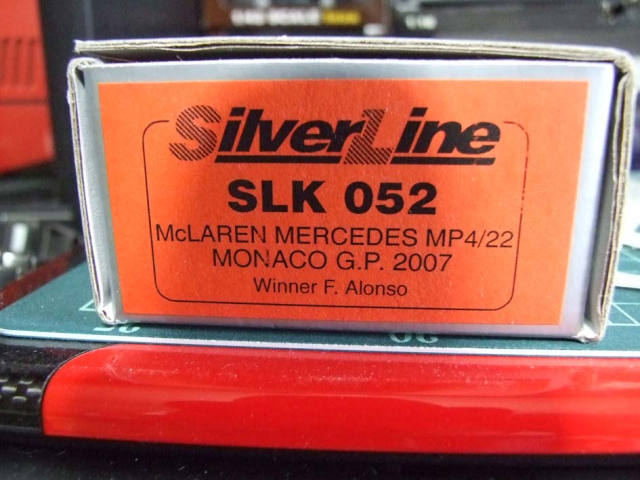 SilverLine
SLK 052
McLAREN MERCEDES MP4/22
MONACO G.P. 2007
Winner F. Alonso